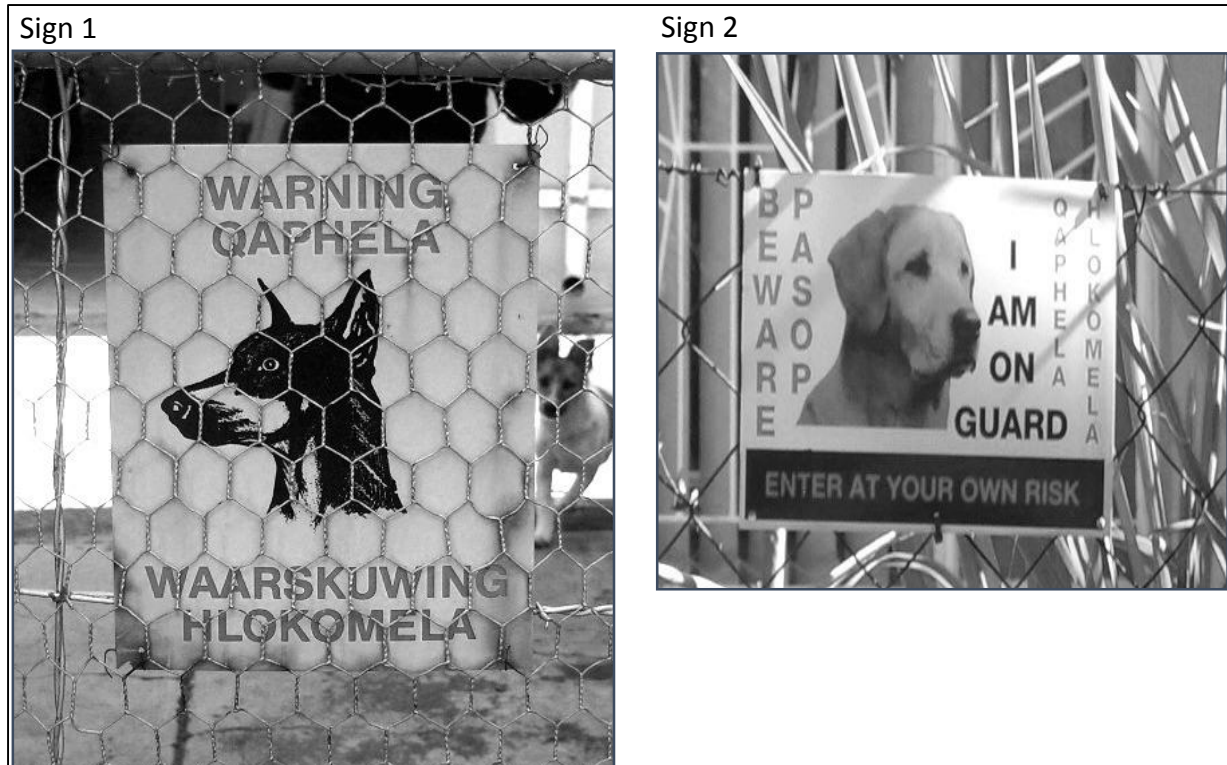 Sign 1
WARNING
QAPHELA
WAARSKUWING
HLOKOMELA
Sign 2
BEWARE
PASOP
I
AM
ON
GUARD
QAPHELA
HLOKOMELA
ENTER AT YOUR OWN RISK